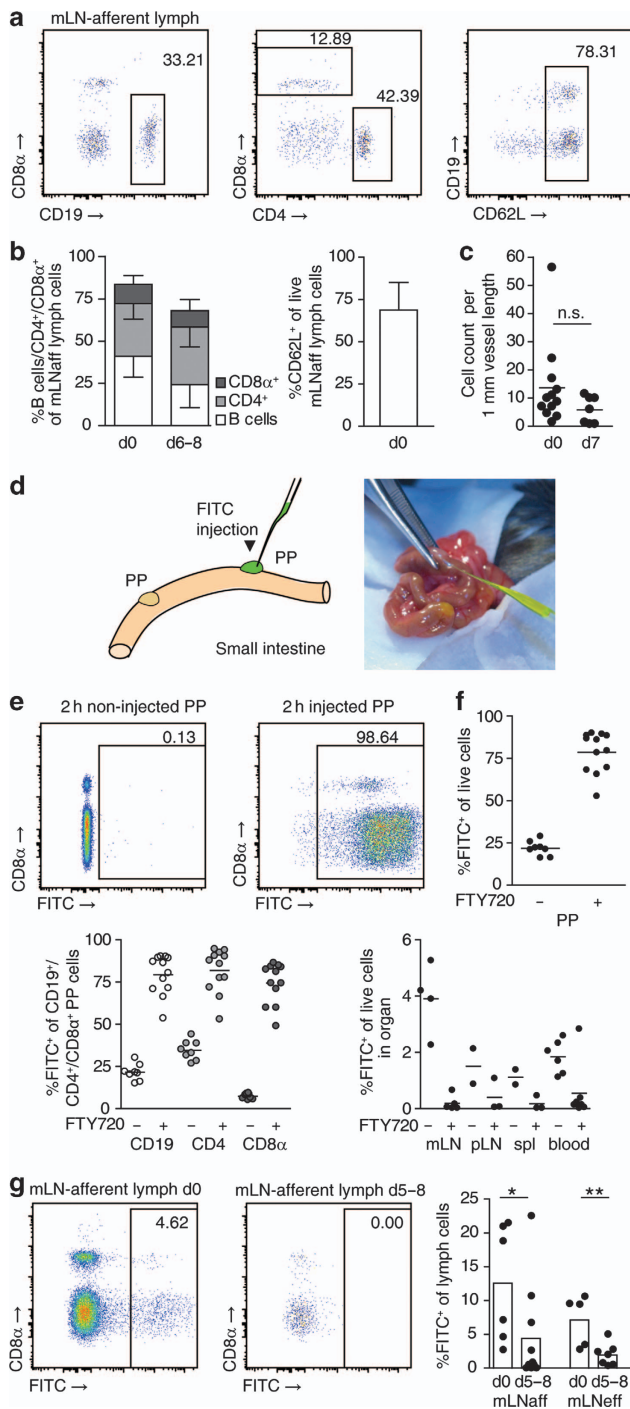 a
mLN-afferent lymph
33.21
CD8α →
CD19 →
12.89
42.39
CD8α →
CD4 →
78.31
CD19 →
CD62L →
b
100
75
50
25
0
%B cells/CD4⁺/CD8α⁺
of mLNaff lymph cells
d0
d6–8
CD8α⁺
CD4⁺
B cells
100
75
50
25
0
%CD62L⁺ of live
mLNaff lymph cells
d0
c
60
50
40
30
20
10
0
Cell count per
1 mm vessel length
n.s.
d0
d7
d
FITC
injection
PP
PP
Small intestine
e
2 h non-injected PP
0.13
CD8α →
FITC →
2 h injected PP
98.64
CD8α →
FITC →
f
100
75
50
25
0
%FITC⁺ of live cells
FTY720 – +
PP
100
75
50
25
0
%FITC⁺ of CD19⁺/
CD4⁺/CD8α⁺ PP cells
FTY720 – + – + – +
CD19 CD4 CD8α
6
4
2
0
%FITC⁺ of live cells
in organ
FTY720 – + – + – + – +
mLN pLN spl blood
g
mLN-afferent lymph d0
4.62
CD8α →
FITC →
mLN-afferent lymph d5–8
0.00
CD8α →
FITC →
25
20
15
10
5
0
%FITC⁺ of lymph cells
* **
d0 d5–8 d0 d5–8
mLNaff mLNeff